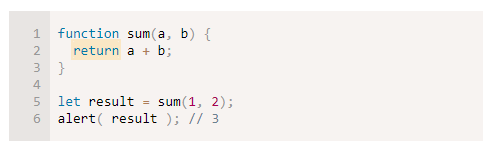 1 function sum(a, b) {
2   return a + b;
3 }
4
5 let result = sum(1, 2);
6 alert( result ); // 3